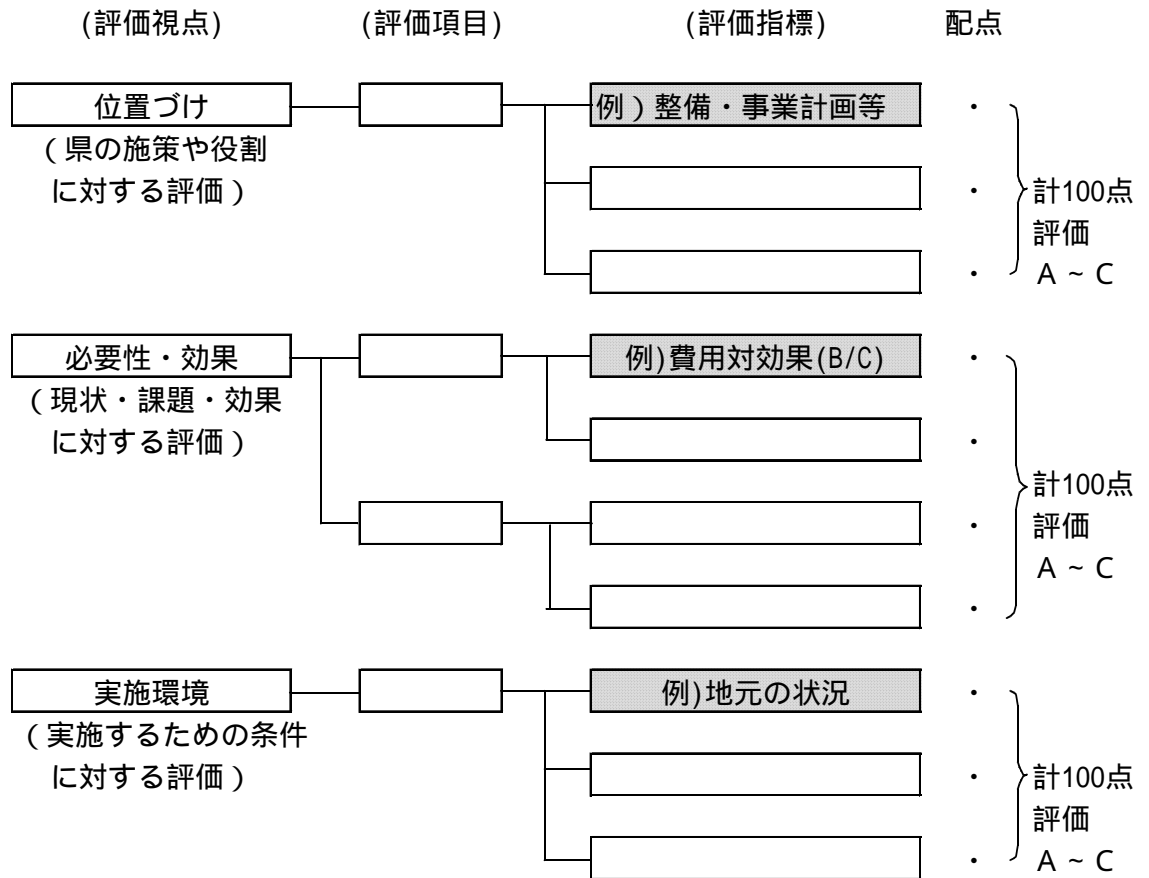 (評価視点) (評価項目) (評価指標) 配点
位置づけ 例）整備・事業計画等 ・
（県の施策や役割
に対する評価）
・ 計100点
評価
・ A ~ C
必要性・効果 例)費用対効果(B/C) ・
（現状・課題・効果
に対する評価）
・
計100点
・ 評価
A ~ C
・
実施環境 例)地元の状況 ・
（実施するための条件
に対する評価）
・ 計100点
評価
・ A ~ C